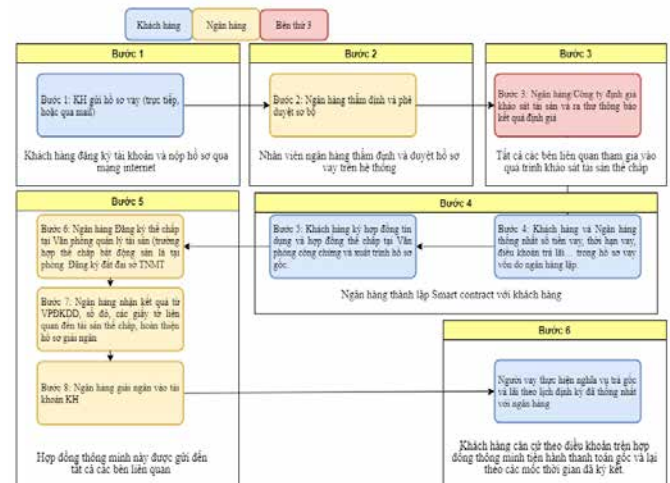 Khách hàng
Ngân hàng
Bên thứ 3
Bước 1
Bước 1: KH gửi hồ sơ vay (trực tiếp,
hoặc qua mail)
Khách hàng đăng ký tài khoản và nộp hồ sơ qua
mạng internet
Bước 2
Bước 2: Ngân hàng thẩm định và phê
duyệt sơ bộ
Nhân viên ngân hàng thẩm định và duyệt hồ sơ
vay trên hệ thống
Bước 3
Bước 3: Ngân hàng/Công ty định giá
khảo sát tài sản và ra thư thông báo
kết quả định giá
Tất cả các bên liên quan tham gia vào
quá trình khảo sát tài sản thế chấp
Bước 4
Bước 4: Khách hàng và Ngân hàng
thống nhất số tiền vay, thời hạn vay,
điều khoản trả lãi... trong hồ sơ vay
vốn do ngân hàng lập.
Bước 5: Khách hàng ký hợp đồng tín
dụng và hợp đồng thế chấp tại Văn
phòng công chứng và xuất trình hồ sơ
gốc.
Ngân hàng thành lập Smart contract với khách hàng
Bước 5
Bước 6: Ngân hàng Đăng ký thế chấp
tại Văn phòng quản lý tài sản (trường
hợp thế chấp bất động sản là tại
phòng Đăng ký đất đai sở TNMT)
Bước 7: Ngân hàng nhận kết quả từ
VPĐKDD, sổ đỏ, các giấy tờ liên
quan đến tài sản thế chấp, hoàn thiện
hồ sơ giải ngân
Bước 8: Ngân hàng giải ngân vào tài
khoản KH
Hợp đồng thông minh này được gửi đến
tất cả các bên liên quan
Bước 6
Người vay thực hiện nghĩa vụ trả gốc
và lãi theo lịch định kỳ đã thống nhất
với ngân hàng
Khách hàng căn cứ theo điều khoản trên hợp
đồng thông minh tiến hành thanh toán gốc và lại
theo các mốc thời gian đã ký kết.